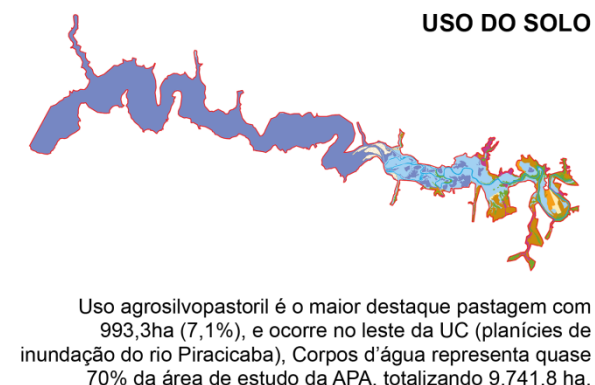 USO DO SOLO
Uso agrosilvopastoril é o maior destaque pastagem com
993,3ha (7,1%), e ocorre no leste da UC (planícies de
inundação do rio Piracicaba), Corpos d'água representa quase
70% da área de estudo da APA, totalizando 9.741,8 ha.